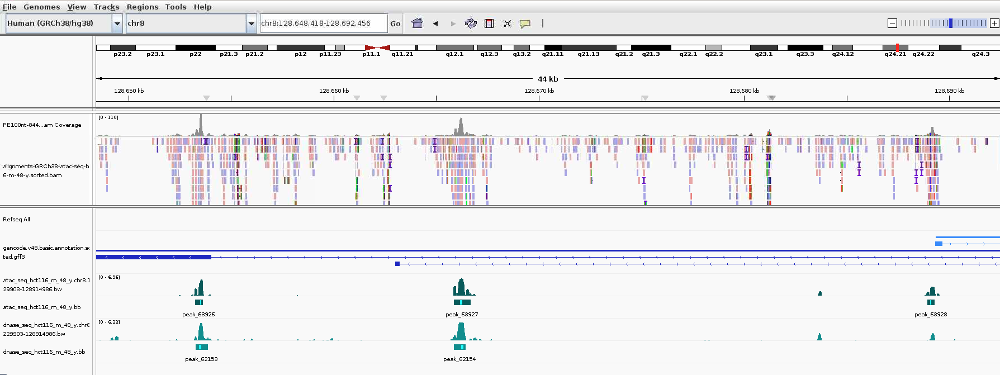 File Genomes View Tracks Regions Tools Help
Human (GRCh38/hg38) chr8 chr8:128,648,418-128,692,456 Go
p23.2 p23.1 p22 p21.3 p21.2 p12 p11.23 p11.1 q11.21 q12.1 q12.3 q13.2 q21.11 q21.13 q21.2 q21.3 q22.1 q22.2 q23.1 q23.3 q24.12 q24.21 q24.22 q24.3
44 kb
128,650 kb 128,660 kb 128,670 kb 128,680 kb 128,690 kb
[0 - 110]
PE100nt-844...am Coverage
alignments-GRCh38-atac-seq-h
6-m-48-y.sorted.bam
Refseq All
gencode.v48.basic.annotation.so
ted.gff3
[0 - 6.96]
atac_seq_hct116_m_48_y.chr8.1
29903-128914986.bw
atac_seq_hct116_m_48_y.bb
peak_63926 peak_63927 peak_63928
[0 - 6.33]
dnase_seq_hct116_m_48_y.chr8
229903-128914986.bw
dnase_seq_hct116_m_48_y.bb
peak_62153 peak_62154